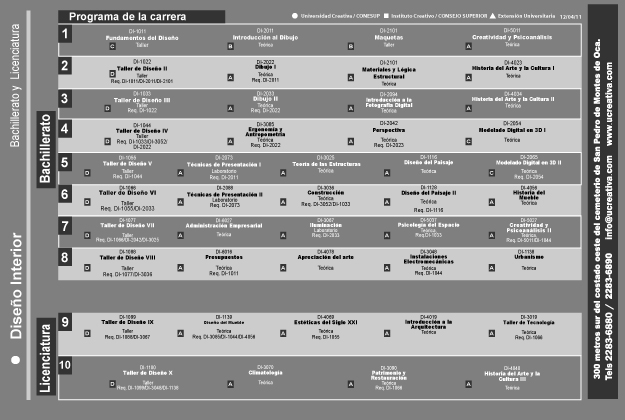 Programa de la carrera
Universidad Creativa / CONESUP Instituto Creativo / CONSEJO SUPERIOR Extensión Universitaria 12/04/11
Bachillerato y Licenciatura
Diseño Interior
Bachillerato
1
DI-1011
Fundamentos del Diseño
C Taller
DI-2011
Introducción al Dibujo
B Teórica
DI-2101
Maquetas
B Taller
DI-5011
Creatividad y Psicoanálisis
Teórica
2
DI-1022
Taller de Diseño II
D Taller
Req. DI-1011/DI-2011/DI-2101
DI-2022
Dibujo I
A Teórica
Req. DI-2011
DI-2101
Materiales y Lógica
Estructural
A Teórica
DI-4023
Historia del Arte y la Cultura I
A Teórica
3
DI-1033
Taller de Diseño III
D Taller
Req. DI-1022
DI-2033
Dibujo II
A Teórica
Req. DI-2022
DI-2094
Introducción a la
Fotografía Digital
A Teórica
DI-4034
Historia del Arte y la Cultura II
A Teórica
4
DI-1044
Taller de Diseño IV
D Taller
Req. DI-1033/DI-3052/
DI-2022
DI-3085
Ergonomía y
Antropometría
A Teórica
Req. DI-2022
DI-2042
Perspectiva
A Teórica
Req. DI-2023
DI-2054
Modelado Digital en 3D I
C Teórica
5
DI-1055
Taller de Diseño V
D Taller
Req. DI-1044
DI-2073
Técnicas de Presentación I
A Laboratorio
Req. DI-2011
DI-3025
Teoría de las Estructuras
A Teórica
DI-1116
Diseño del Paisaje
A Teórica
DI-2065
Modelado Digital en 3D II
C Teórica
Req. DI-2054
6
DI-1066
Taller de Diseño VI
D Taller
Req. DI-1055/DI-2033
DI-2088
Técnicas de Presentación II
A Laboratorio
Req. DI-2073
DI-3036
Construcción
A Teórica
Req. DI-3052/DI-1033
DI-1128
Diseño del Paisaje II
A Teórica
Req. DI-1116
DI-4056
Historia del
Mueble
A Teórica
7
DI-1077
Taller de Diseño VII
D Taller
Req. DI-1066/DI-2042/DI-3025
DI-6027
Administración Empresarial
A Teórica
DI-3067
Iluminación
A Laboratorio
Req. DI-2033
DI-5037
Psicología del Espacio
A Teórica
Req. DI-1033
DI-5027
Creatividad y
Psicoanálisis II
A Teórica
Req. DI-5011/DI-1044
8
DI-1088
Taller de Diseño VIII
D Taller
Req. DI-1077/DI-3036
DI-6016
Presupuestos
A Teórica
Req. DI-1011
DI-4078
Apreciación del arte
A Teórica
DI-3046
Instalaciones
Electromecánicas
A Teórica
Req. DI-1044
DI-1158
Urbanismo
A Teórica
Licenciatura
9
DI-1089
Taller de Diseño IX
D Taller
Req. DI-1088/DI-3067
DI-1139
Diseño del Mueble
A Teórica
Req. DI-3085/DI-1044/DI-4056
DI-4069
Estéticas del Siglo XXI
A Teórica
Req. DI-1055
DI-4019
Introducción a la
Arquitectura
A Teórica
DI-3019
Taller de Tecnología
A Taller
Req. DI-1066
10
DI-1100
Taller de Diseño X
D Taller
Req. DI-1089/DI-3046/DI-1139
DI-3070
Climatología
A Teórica
DI-3090
Patrimonio y
Restauración
A Teórica
Req. DI-1066
DI-4040
Historia del Arte y la
Cultura III
A Teórica
300 metros sur del costado oeste del cementerio de San Pedro de Montes de Oca.
Tels 2283-6880 / 2283-6890 info@ucreativa.com www.ucreativa.com